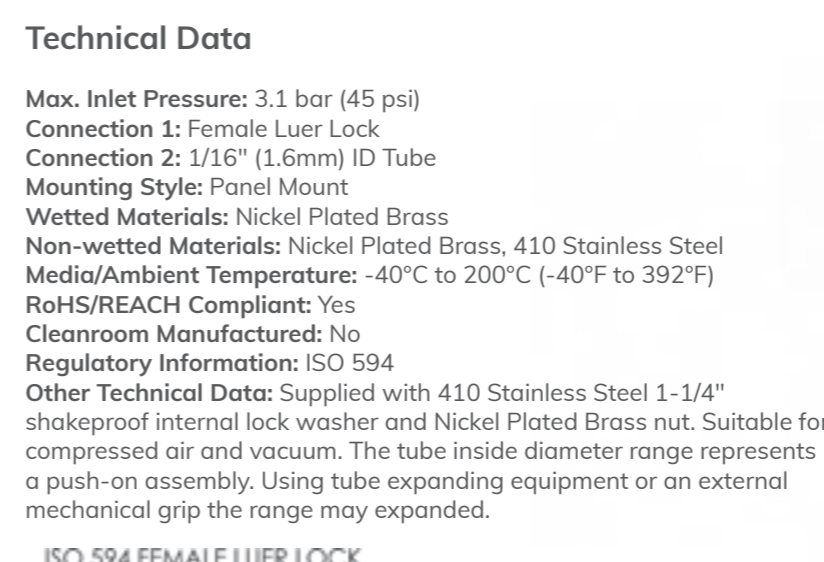 Technical Data
Max. Inlet Pressure: 3.1 bar (45 psi)
Connection 1: Female Luer Lock
Connection 2: 1/16" (1.6mm) ID Tube
Mounting Style: Panel Mount
Wetted Materials: Nickel Plated Brass
Non-wetted Materials: Nickel Plated Brass, 410 Stainless Steel
Media/Ambient Temperature: -40°C to 200°C (-40°F to 392°F)
RoHS/REACH Compliant: Yes
Cleanroom Manufactured: No
Regulatory Information: ISO 594
Other Technical Data: Supplied with 410 Stainless Steel 1-1/4"
shakeproof internal lock washer and Nickel Plated Brass nut. Suitable for
compressed air and vacuum. The tube inside diameter range represents
a push-on assembly. Using tube expanding equipment or an external
mechanical grip the range may expanded.
ISO 594 FEMALE LUER LOCK